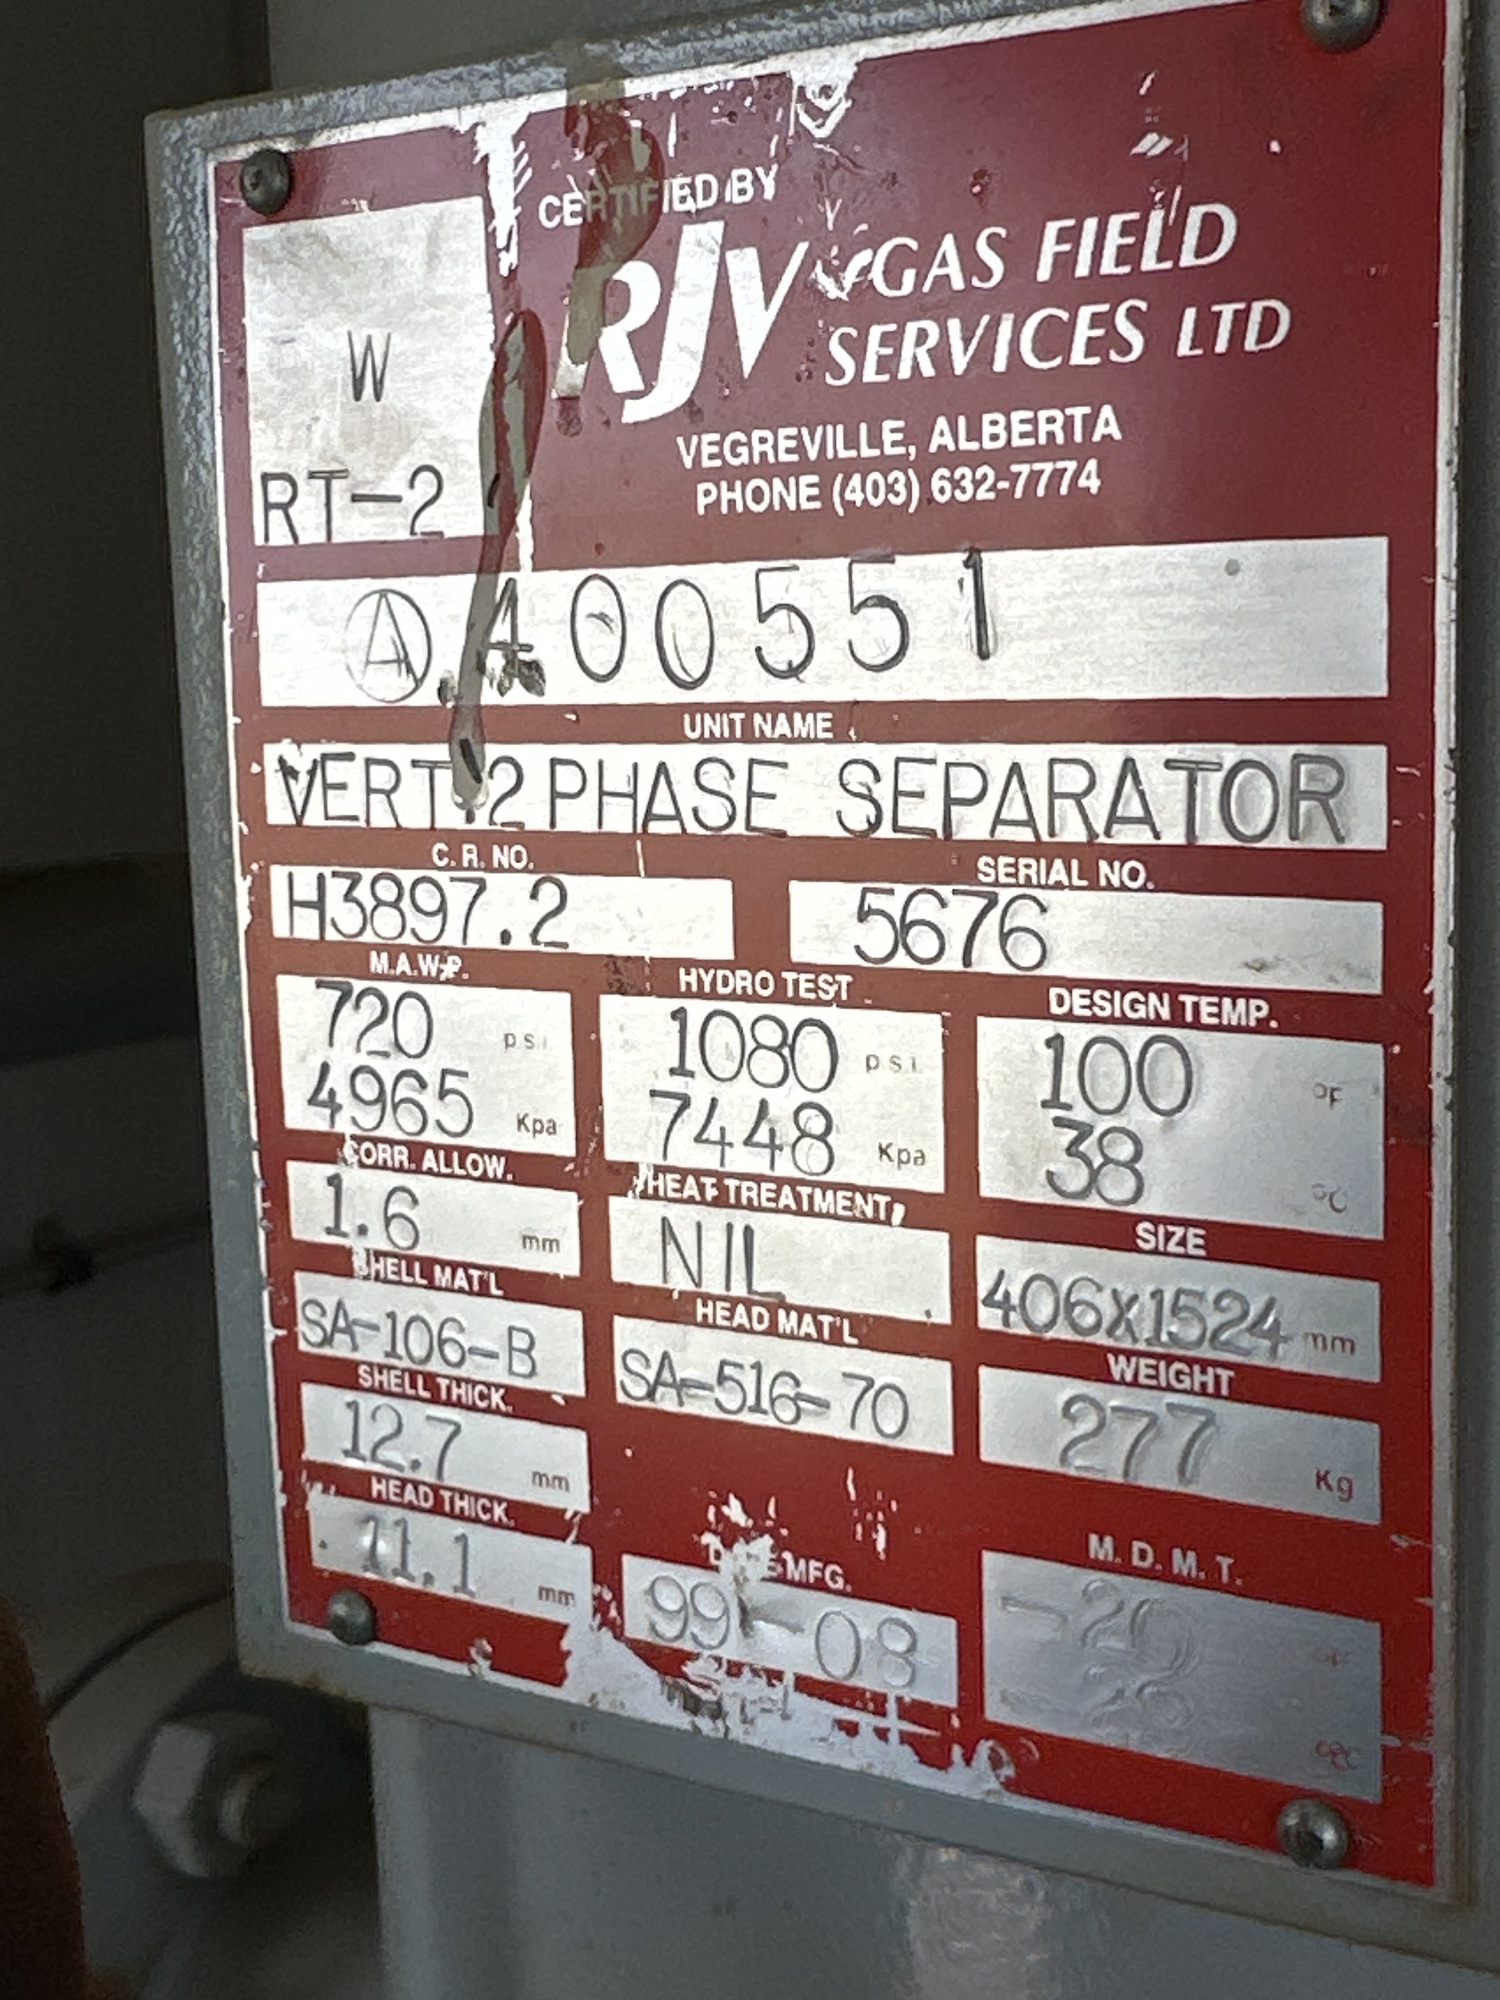 CERTIFIED BY
RJV GAS FIELD
SERVICES LTD
VEGREVILLE, ALBERTA
PHONE (403) 632-7774
W
RT-2
A A00551
UNIT NAME
VERT. 2 PHASE SEPARATOR
C. R. NO.
H3897.2
SERIAL NO.
5676
M.A.W.P.
720 psi
4965 Kpa
HYDRO TEST
1080 psi
7448 Kpa
DESIGN TEMP.
100 °F
38 °C
CORR. ALLOW.
1.6 mm
HEAT TREATMENT
NIL
SIZE
406X1524 mm
SHELL MAT'L
SA-106-B
HEAD MAT'L
SA-516-70
WEIGHT
277 Kg
SHELL THICK.
12.7 mm
HEAD THICK.
11.1 mm
DATE MFG.
99-08
M. D. M. T.
-20 °F